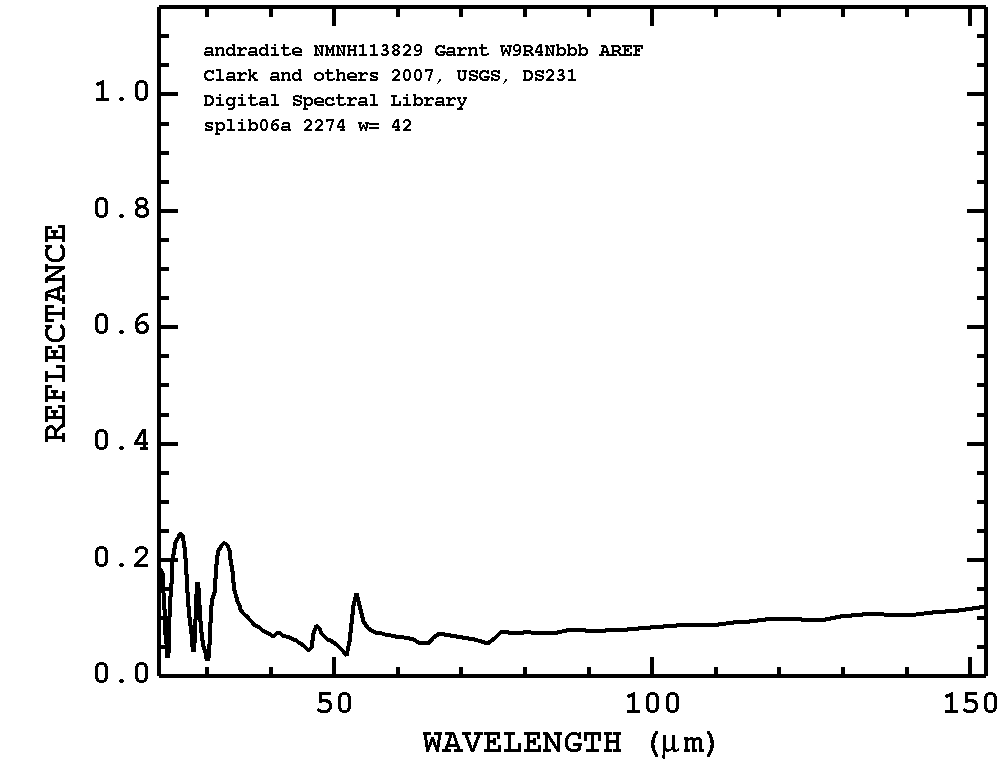 andradite NMNH113829 Garnt W9R4Nbbb AREF
Clark and others 2007, USGS, DS231
Digital Spectral Library
splib06a 2274 w= 42
1.0
0.8
0.6
0.4
0.2
0.0
REFLECTANCE
50
100
150
WAVELENGTH (μm)